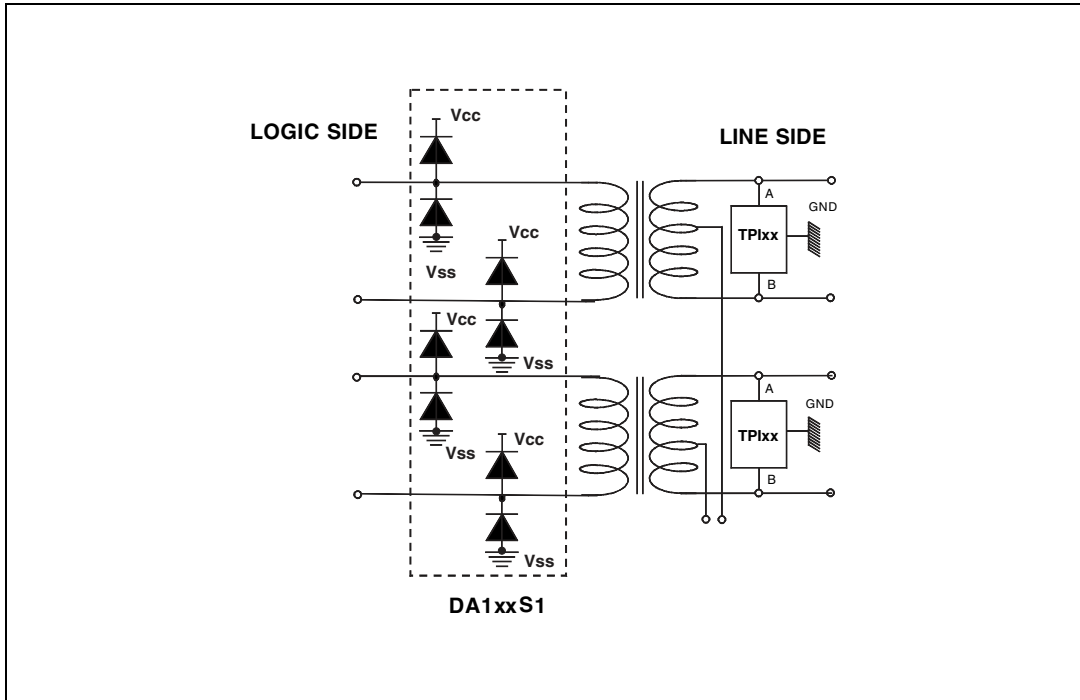 Vcc
LOGIC SIDE
LINE SIDE
A
GND
TPIxx
Vcc
Vss
B
Vcc
Vss
A
GND
TPIxx
Vcc
Vss
B
Vss
DA1xxS1